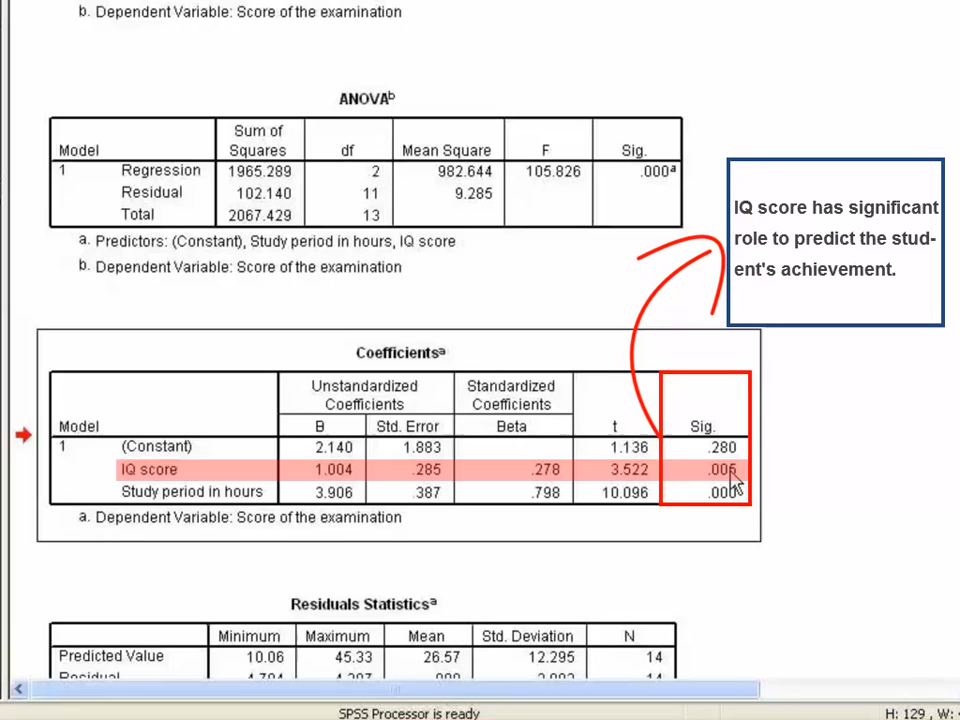 b. Dependent Variable: Score of the examination
ANOVAb
Model Sum of Squares df Mean Square F Sig.
1 Regression 1965.289 2 982.644 105.826 .000a
Residual 102.140 11 9.285
Total 2067.429 13
a. Predictors: (Constant), Study period in hours, IQ score
b. Dependent Variable: Score of the examination
IQ score has significant
role to predict the stud-
ent's achievement.
Coefficientsa
Unstandardized Coefficients Standardized Coefficients
Model B Std. Error Beta t Sig.
1 (Constant) 2.140 1.883 1.136 .280
IQ score 1.004 .285 .278 3.522 .005
Study period in hours 3.906 .387 .798 10.096 .000
a. Dependent Variable: Score of the examination
Residuals Statisticsa
Minimum Maximum Mean Std. Deviation N
Predicted Value 10.06 45.33 26.57 12.295 14
Residual
SPSS Processor is ready
H: 129 , W: